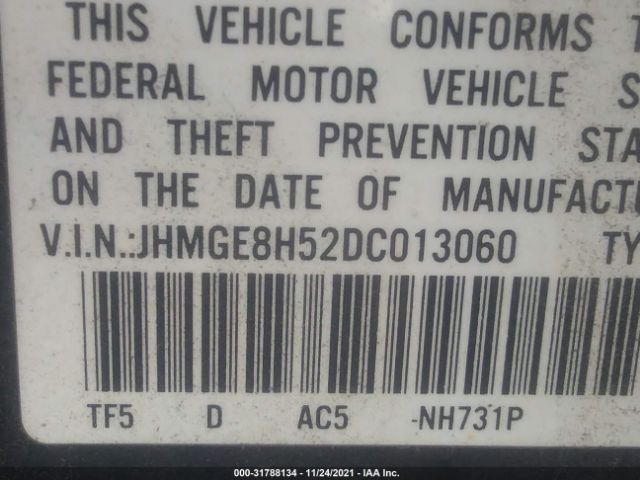 THIS VEHICLE CONFORMS
FEDERAL MOTOR VEHICLE
AND THEFT PREVENTION
ON THE DATE OF
V.I.N.:JHMGE8H52DC013060
TF5 D AC5 -NH731P
000-31788134 - 11/24/2021 - IAA Inc.